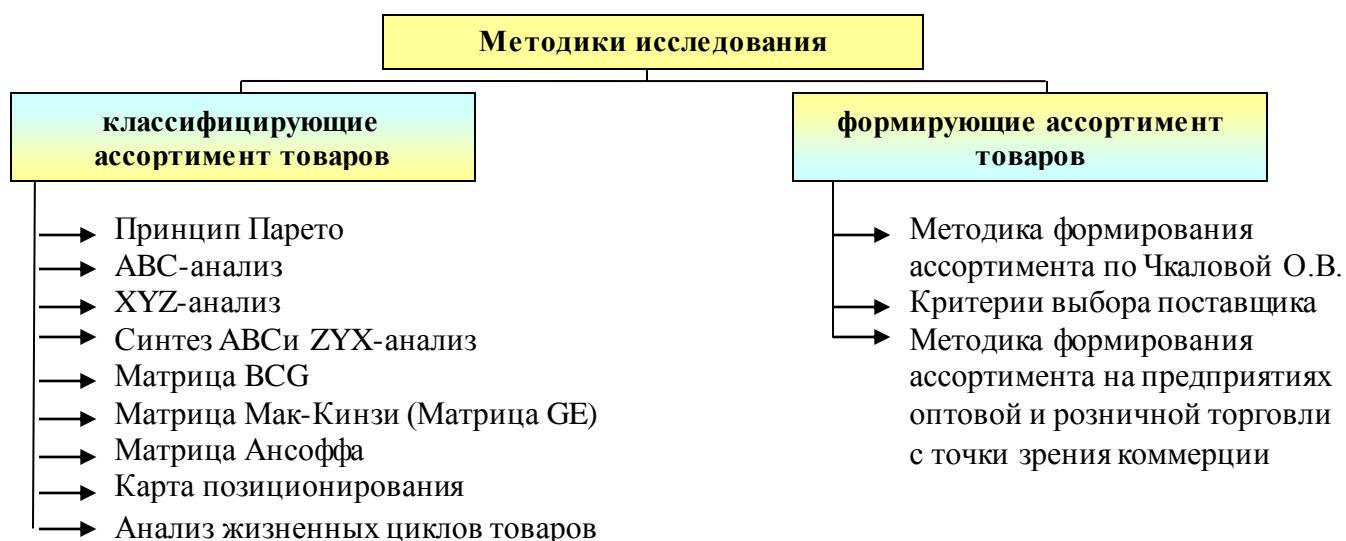 Методики исследования
классифицирующие
ассортимент товаров
Принцип Парето
ABC-анализ
XYZ-анализ
Синтез ABCи ZYX-анализ
Матрица BCG
Матрица Мак-Кинзи (Матрица GE)
Матрица Ансоффа
Карта позиционирования
Анализ жизненных циклов товаров
формирующие ассортимент
товаров
Методика формирования
ассортимента по Чкаловой О.В.
Критерии выбора поставщика
Методика формирования
ассортимента на предприятиях
оптовой и розничной торговли
с точки зрения коммерции